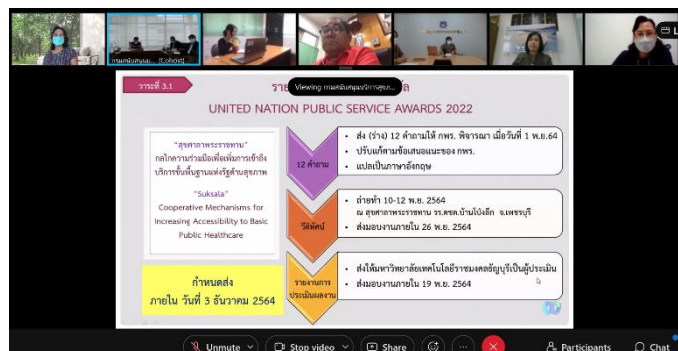 กรมสนับสนุนบ... (Cohost)
วาระที่ 3.1
Viewing กรมสนับสนุนบริการสุขภ...
UNITED NATION PUBLIC SERVICE AWARDS 2022
"สุขศาลาพระราชทาน"
กลไกความร่วมมือเพื่อเพิ่มการเข้าถึง
บริการขั้นพื้นฐานแห่งรัฐด้านสุขภาพ
"Suksala"
Cooperative Mechanisms for
Increasing Accessibility to Basic
Public Healthcare
กำหนดส่ง
ภายใน วันที่ 3 ธันวาคม 2564
12 คำถาม
• ส่ง (ร่าง) 12 คำถามให้ กพร. พิจารณา เมื่อวันที่ 1 พ.ย.64
• ปรับแก้ตามข้อเสนอแนะของ กพร.
• แปลเป็นภาษาอังกฤษ
วีดิทัศน์
• ถ่ายทำ 10-12 พ.ย. 2564
ณ สุขศาลาพระราชทาน รร.ตชด.บ้านโป่งลึก จ.เพชรบุรี
• ส่งมอบงานภายใน 26 พ.ย. 2564
รายงานการ
ประเมินผลงาน
• ส่งให้มหาวิทยาลัยเทคโนโลยีราชมงคลธัญบุรีเป็นผู้ประเมิน
• ส่งมอบงานภายใน 19 พ.ย. 2564
Unmute
Stop video
Share
Participants
Chat